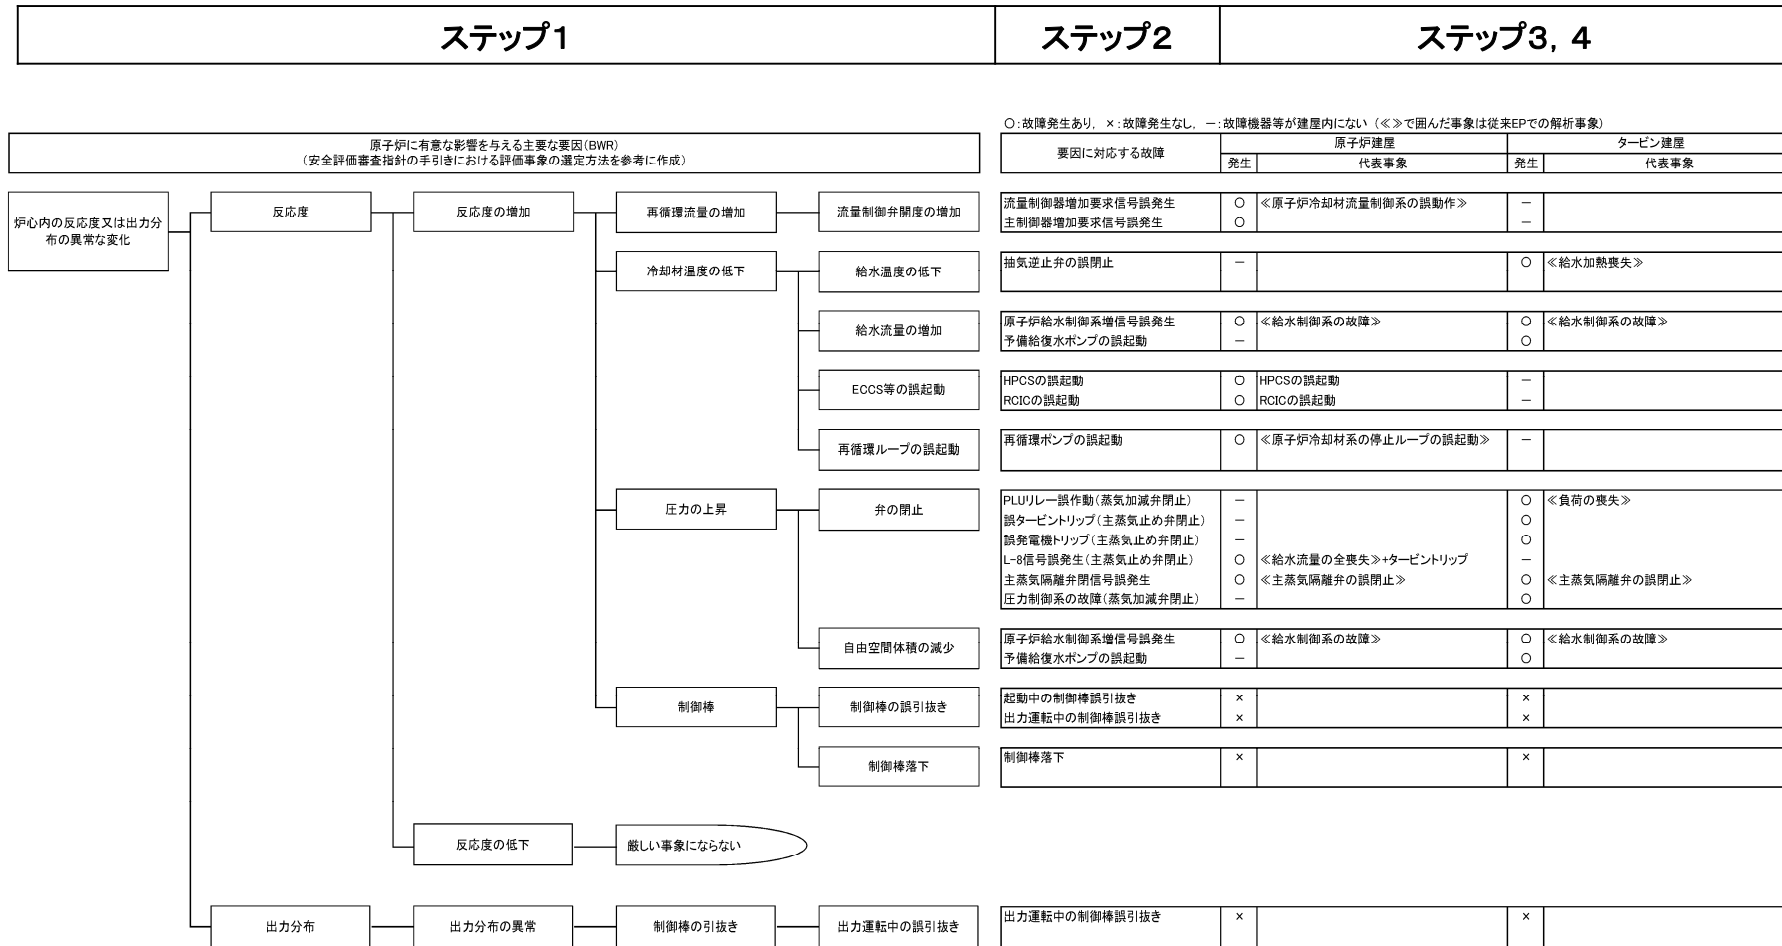 ステップ1
ステップ2
ステップ3，4
○：故障発生あり，×：故障発生なし，－：故障機器等が建屋内にない（≪≫で囲んだ事象は従来EPでの解析事象）
原子炉に有意な影響を与える主要な要因(BWR)
（安全評価審査指針の手引きにおける評価事象の選定方法を参考に作成）
要因に対応する故障
原子炉建屋
タービン建屋
発生
代表事象
発生
代表事象
炉心内の反応度又は出力分
布の異常な変化
反応度
反応度の増加
再循環流量の増加
流量制御弁開度の増加
流量制御器増加要求信号誤発生 ○ ≪原子炉冷却材流量制御系の誤動作≫ －
主制御器増加要求信号誤発生 ○ －
冷却材温度の低下
給水温度の低下
抽気逆止弁の誤閉止 － ○ ≪給水加熱喪失≫
給水流量の増加
原子炉給水制御系増信号誤発生 ○ ≪給水制御系の故障≫ ○ ≪給水制御系の故障≫
予備給復水ポンプの誤起動 － ○
ECCS等の誤起動
HPCSの誤起動 ○ HPCSの誤起動 －
RCICの誤起動 ○ RCICの誤起動 －
再循環ループの誤起動
再循環ポンプの誤起動 ○ ≪原子炉冷却材系の停止ループの誤起動≫ －
圧力の上昇
弁の閉止
PLUリレー誤作動(蒸気加減弁閉止) － ○ ≪負荷の喪失≫
誤タービントリップ(主蒸気止め弁閉止) － ○
誤発電機トリップ(主蒸気止め弁閉止) － ○
L-8信号誤発生(主蒸気止め弁閉止) ○ ≪給水流量の全喪失≫+タービントリップ －
主蒸気隔離弁閉信号誤発生 ○ ≪主蒸気隔離弁の誤閉止≫ ○ ≪主蒸気隔離弁の誤閉止≫
圧力制御系の故障(蒸気加減弁閉止) － ○
自由空間体積の減少
原子炉給水制御系増信号誤発生 ○ ≪給水制御系の故障≫ ○ ≪給水制御系の故障≫
予備給復水ポンプの誤起動 － ○
制御棒
制御棒の誤引抜き
起動中の制御棒誤引抜き × ×
出力運転中の制御棒誤引抜き × ×
制御棒落下
制御棒落下 × ×
反応度の低下
厳しい事象にならない
出力分布
出力分布の異常
制御棒の引抜き
出力運転中の誤引抜き
出力運転中の制御棒誤引抜き × ×